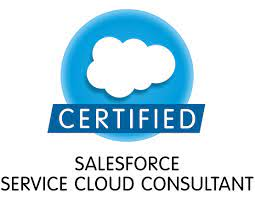 CERTIFIED
SALESFORCE
SERVICE CLOUD CONSULTANT